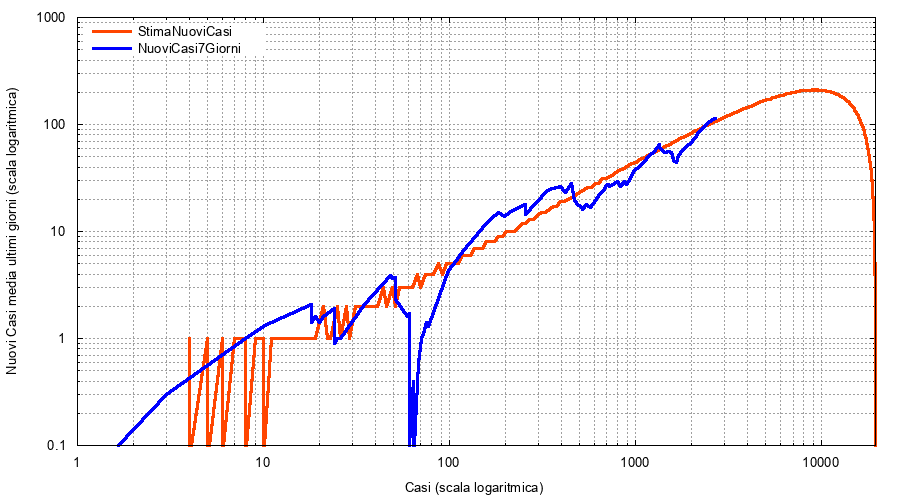 1000
StimaNuoviCasi
NuoviCasi7Giorni
100
10
1
0.1
Nuovi Casi media ultimi giorni (scala logaritmica)
1 10 100 1000 10000
Casi (scala logaritmica)